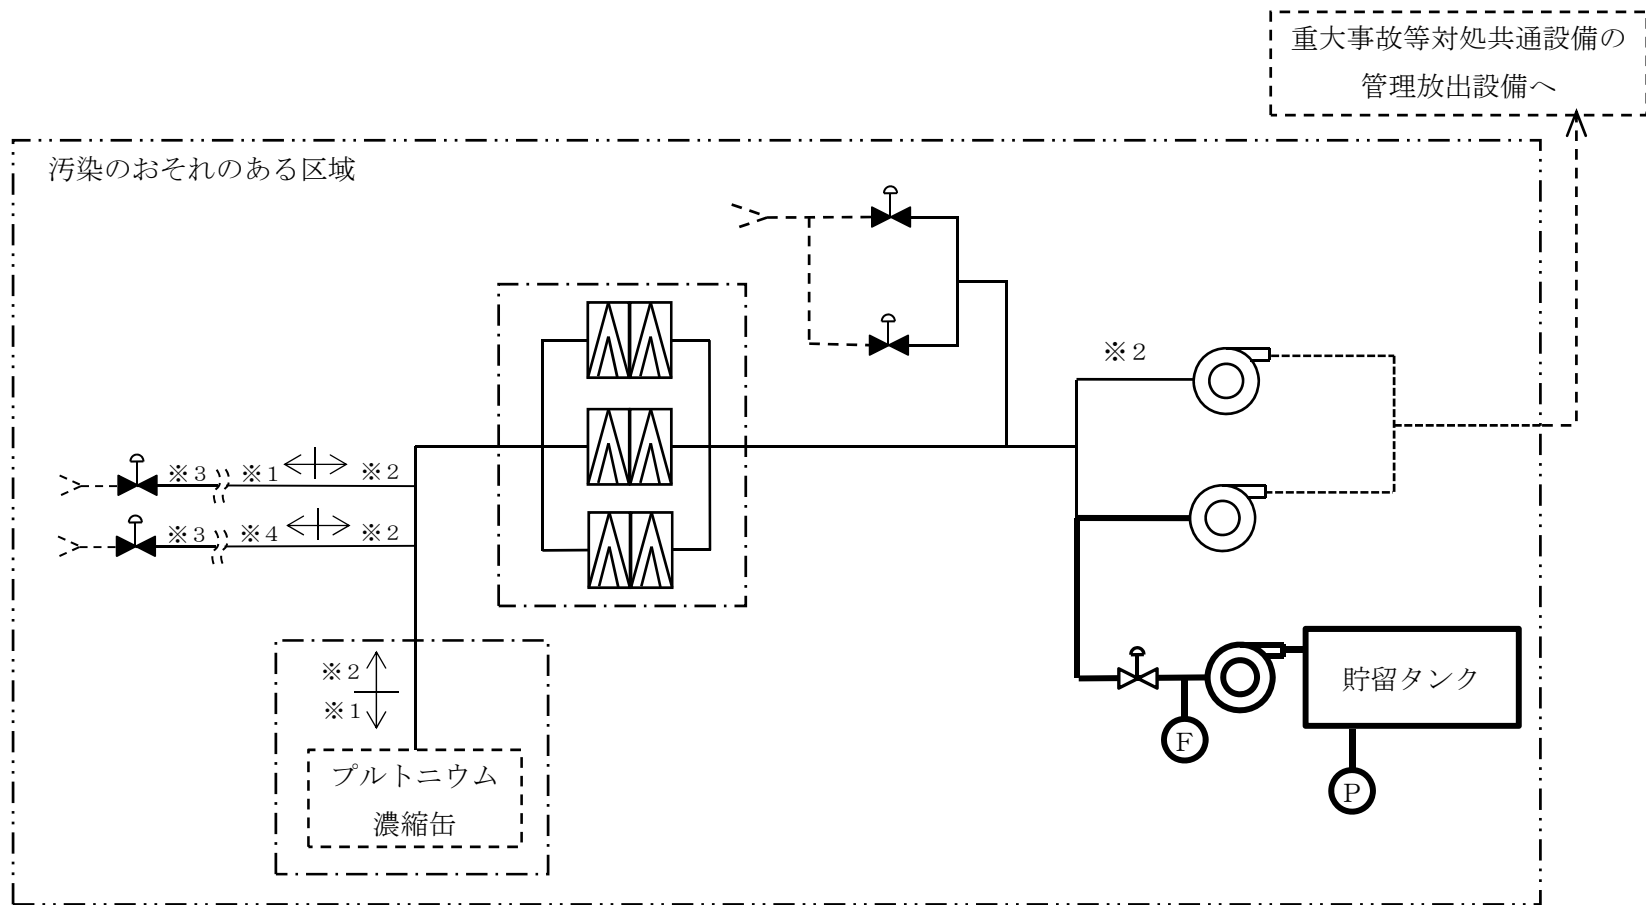 重大事故等対処共通設備の
管理放出設備へ
汚染のおそれのある区域
※2
※3 ※1 ※2
※3 ※4 ※2
※2
※1
プルトニウム
濃縮缶
貯留タンク
F
P